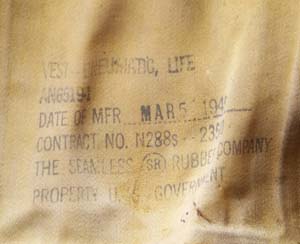 VEST PNEUMATIC, LIFE
AN6519-1
DATE OF MFR MAR 5 194
CONTRACT NO. N288s - 239
THE SEAMLESS (SR) RUBBER COMPANY
PROPERTY U. GOVERNMENT